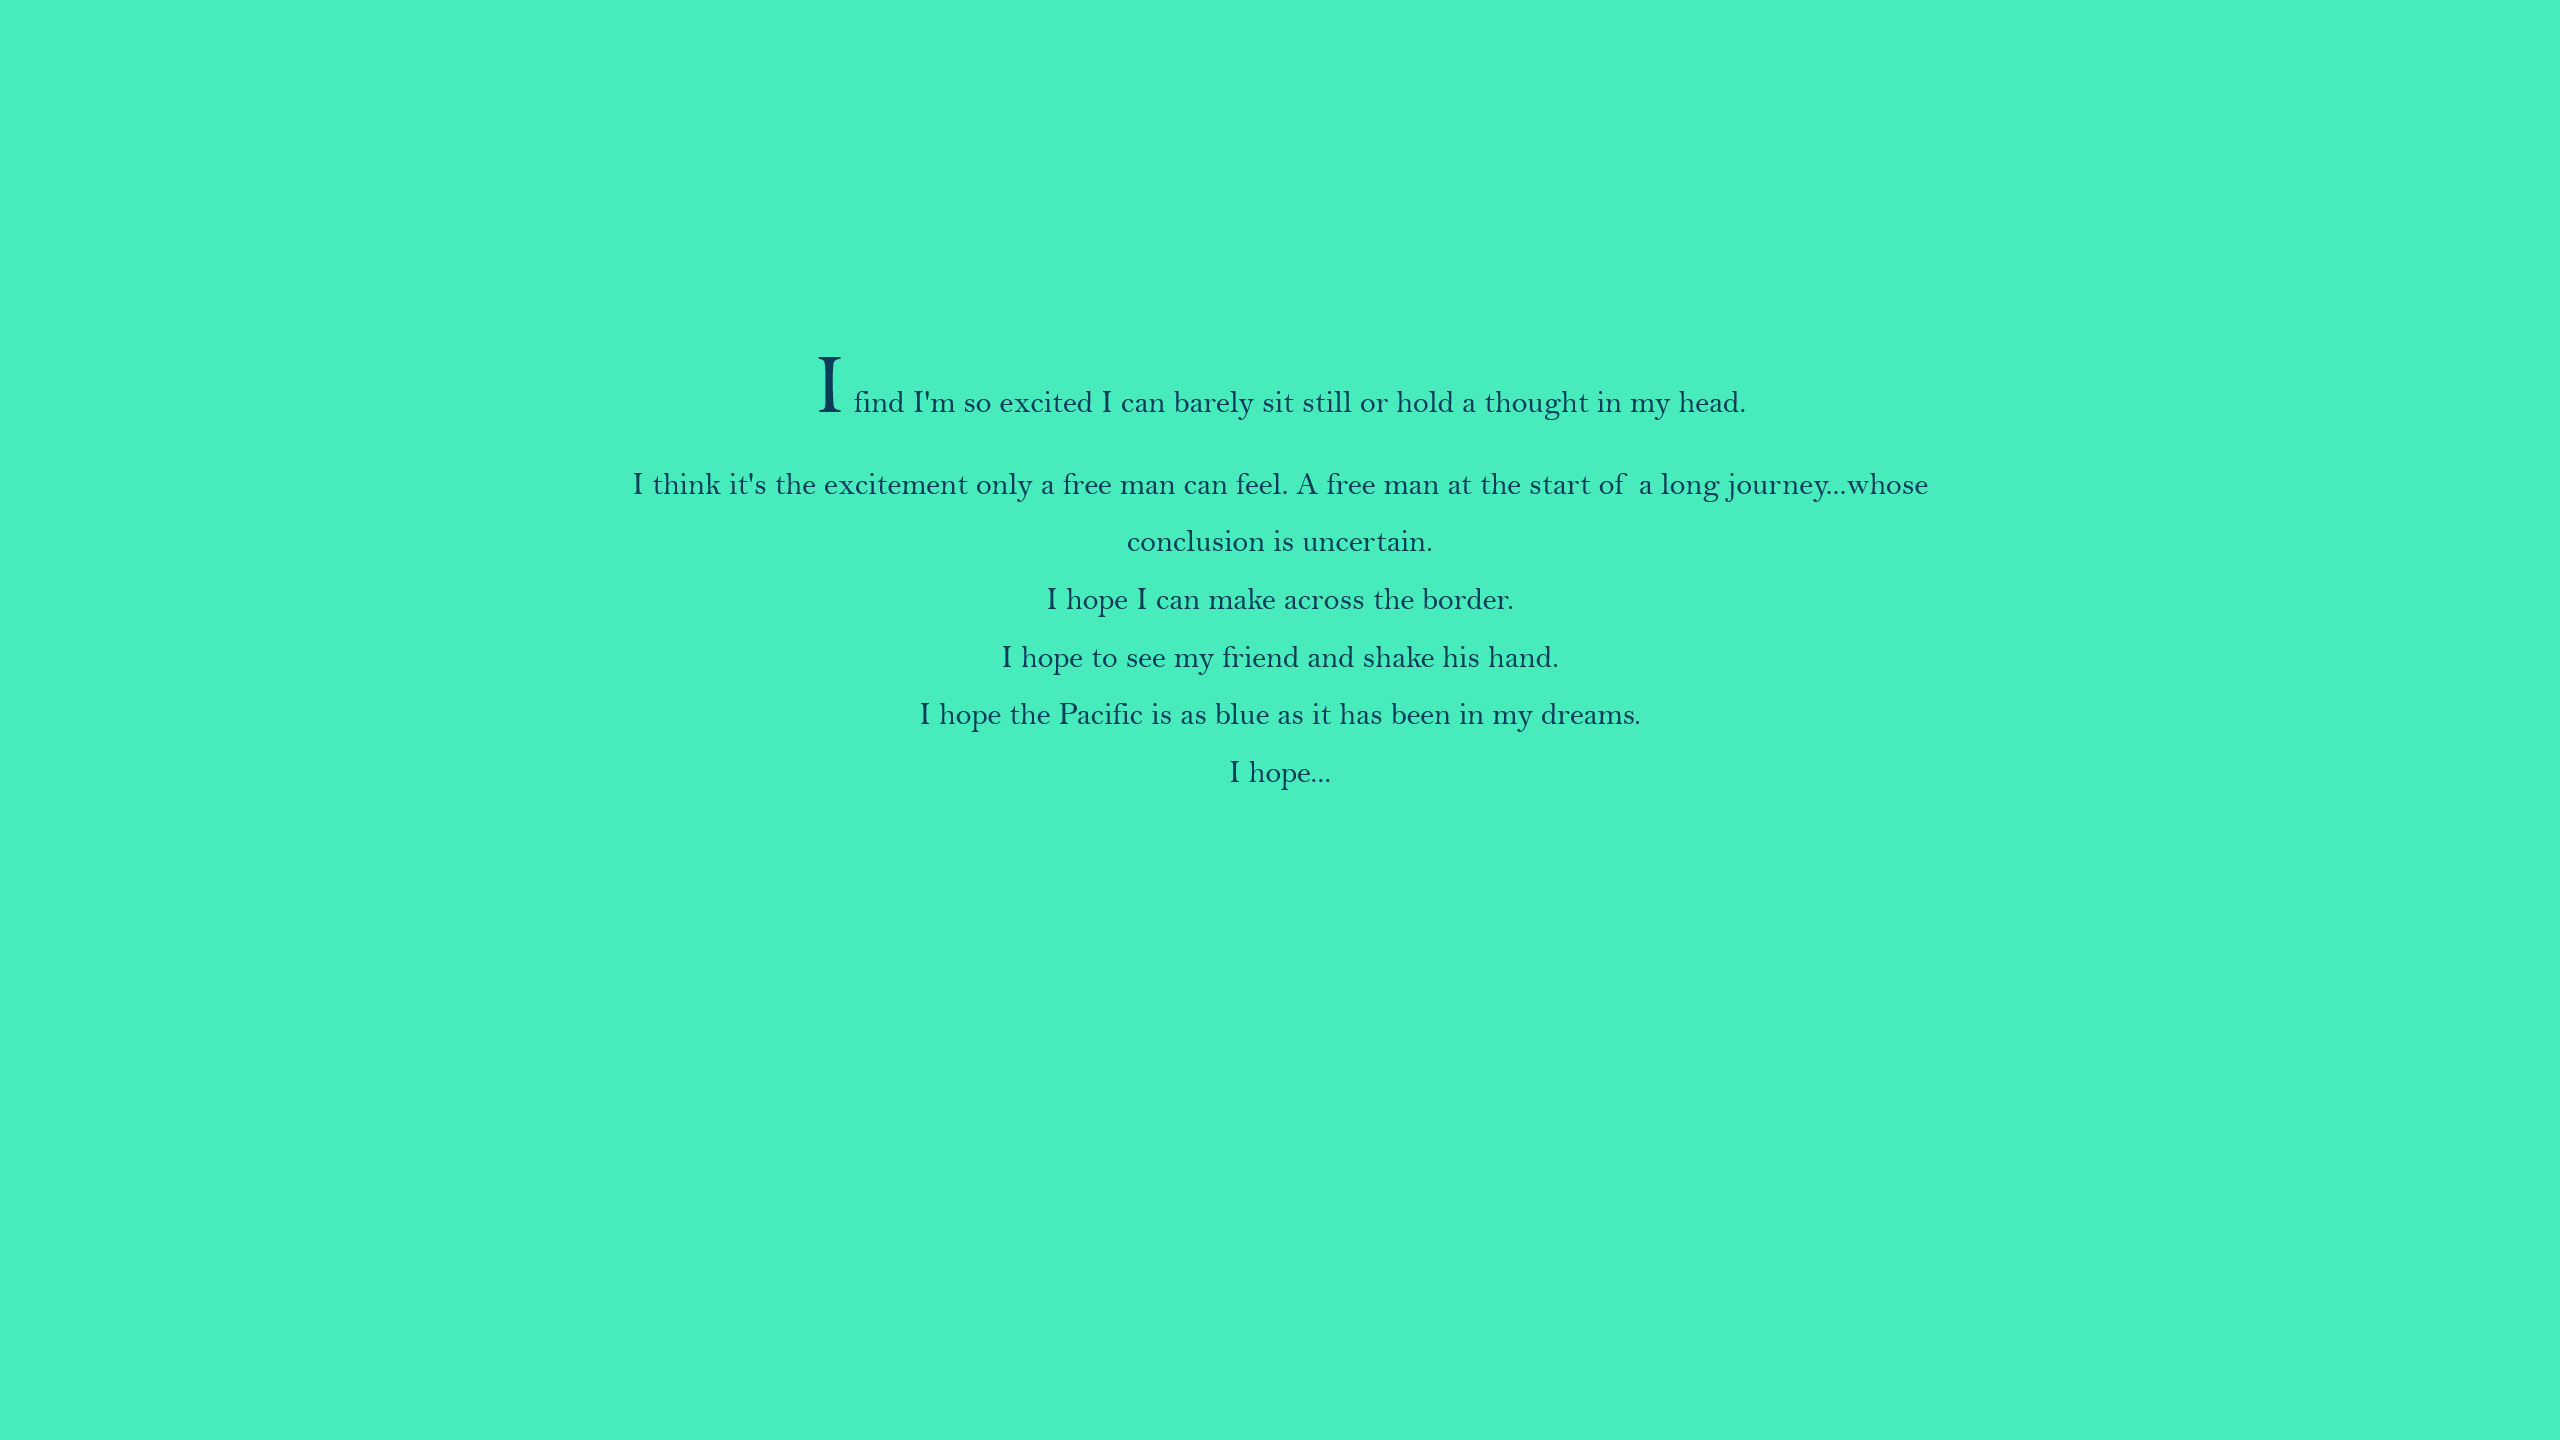 I find I'm so excited I can barely sit still or hold a thought in my head.
I think it's the excitement only a free man can feel. A free man at the start of a long journey...whose
conclusion is uncertain.
I hope I can make across the border.
I hope to see my friend and shake his hand.
I hope the Pacific is as blue as it has been in my dreams.
I hope...